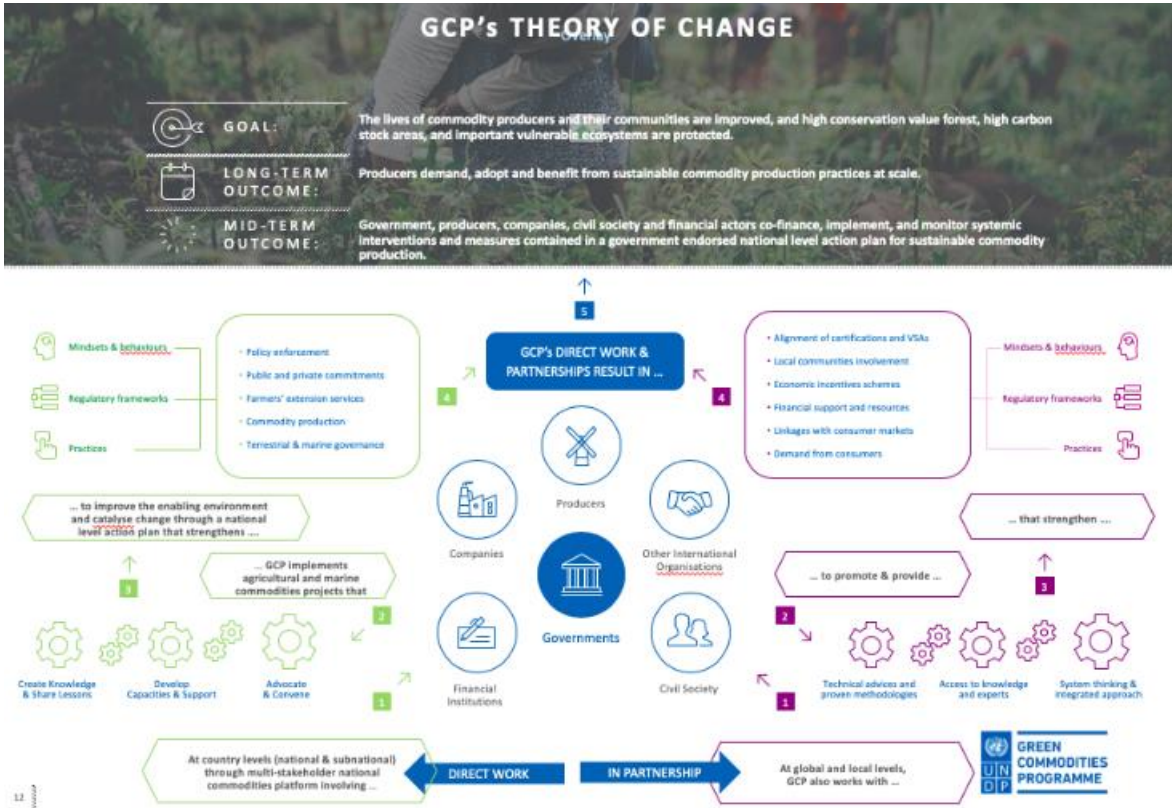 GCP's THEORY OF CHANGE
Overlay
GOAL:
The lives of commodity producers and their communities are improved, and high conservation value forest, high carbon
stock areas, and important vulnerable ecosystems are protected.
LONG-TERM
OUTCOME:
Producers demand, adopt and benefit from sustainable commodity production practices at scale.
MID-TERM
OUTCOME:
Government, producers, companies, civil society and financial actors co-finance, implement, and monitor systemic
interventions and measures contained in a government endorsed national level action plan for sustainable commodity
production.
5
GCP's DIRECT WORK &
PARTNERSHIPS RESULT IN ...
Mindsets & behaviours
Regulatory frameworks
Practices
• Policy enforcement
• Public and private commitments
• Farmers' extension services
• Commodity production
• Terrestrial & marine governance
4
4
• Alignment of certifications and VSAs
• Local communities involvement
• Economic incentives schemes
• Financial support and resources
• Linkages with consumer markets
• Demand from consumers
Mindsets & behaviours
Regulatory frameworks
Practices
Producers
Companies
Other International
Organisations
Governments
Financial
Institutions
Civil Society
... to improve the enabling environment
and catalyse change through a national
level action plan that strengthens ....
3
... GCP implements
agricultural and marine
commodities projects that
2
Create Knowledge
& Share Lessons
Develop
Capacities & Support
Advocate
& Convene
1
... that strengthen ....
3
... to promote & provide ...
2
Technical advices and
proven methodologies
Access to knowledge
and experts
System thinking &
integrated approach
1
At country levels (national & subnational)
through multi-stakeholder national
commodities platform involving ...
DIRECT WORK
IN PARTNERSHIP
At global and local levels,
GCP also works with ...
U N
D P
GREEN
COMMODITIES
PROGRAMME
12